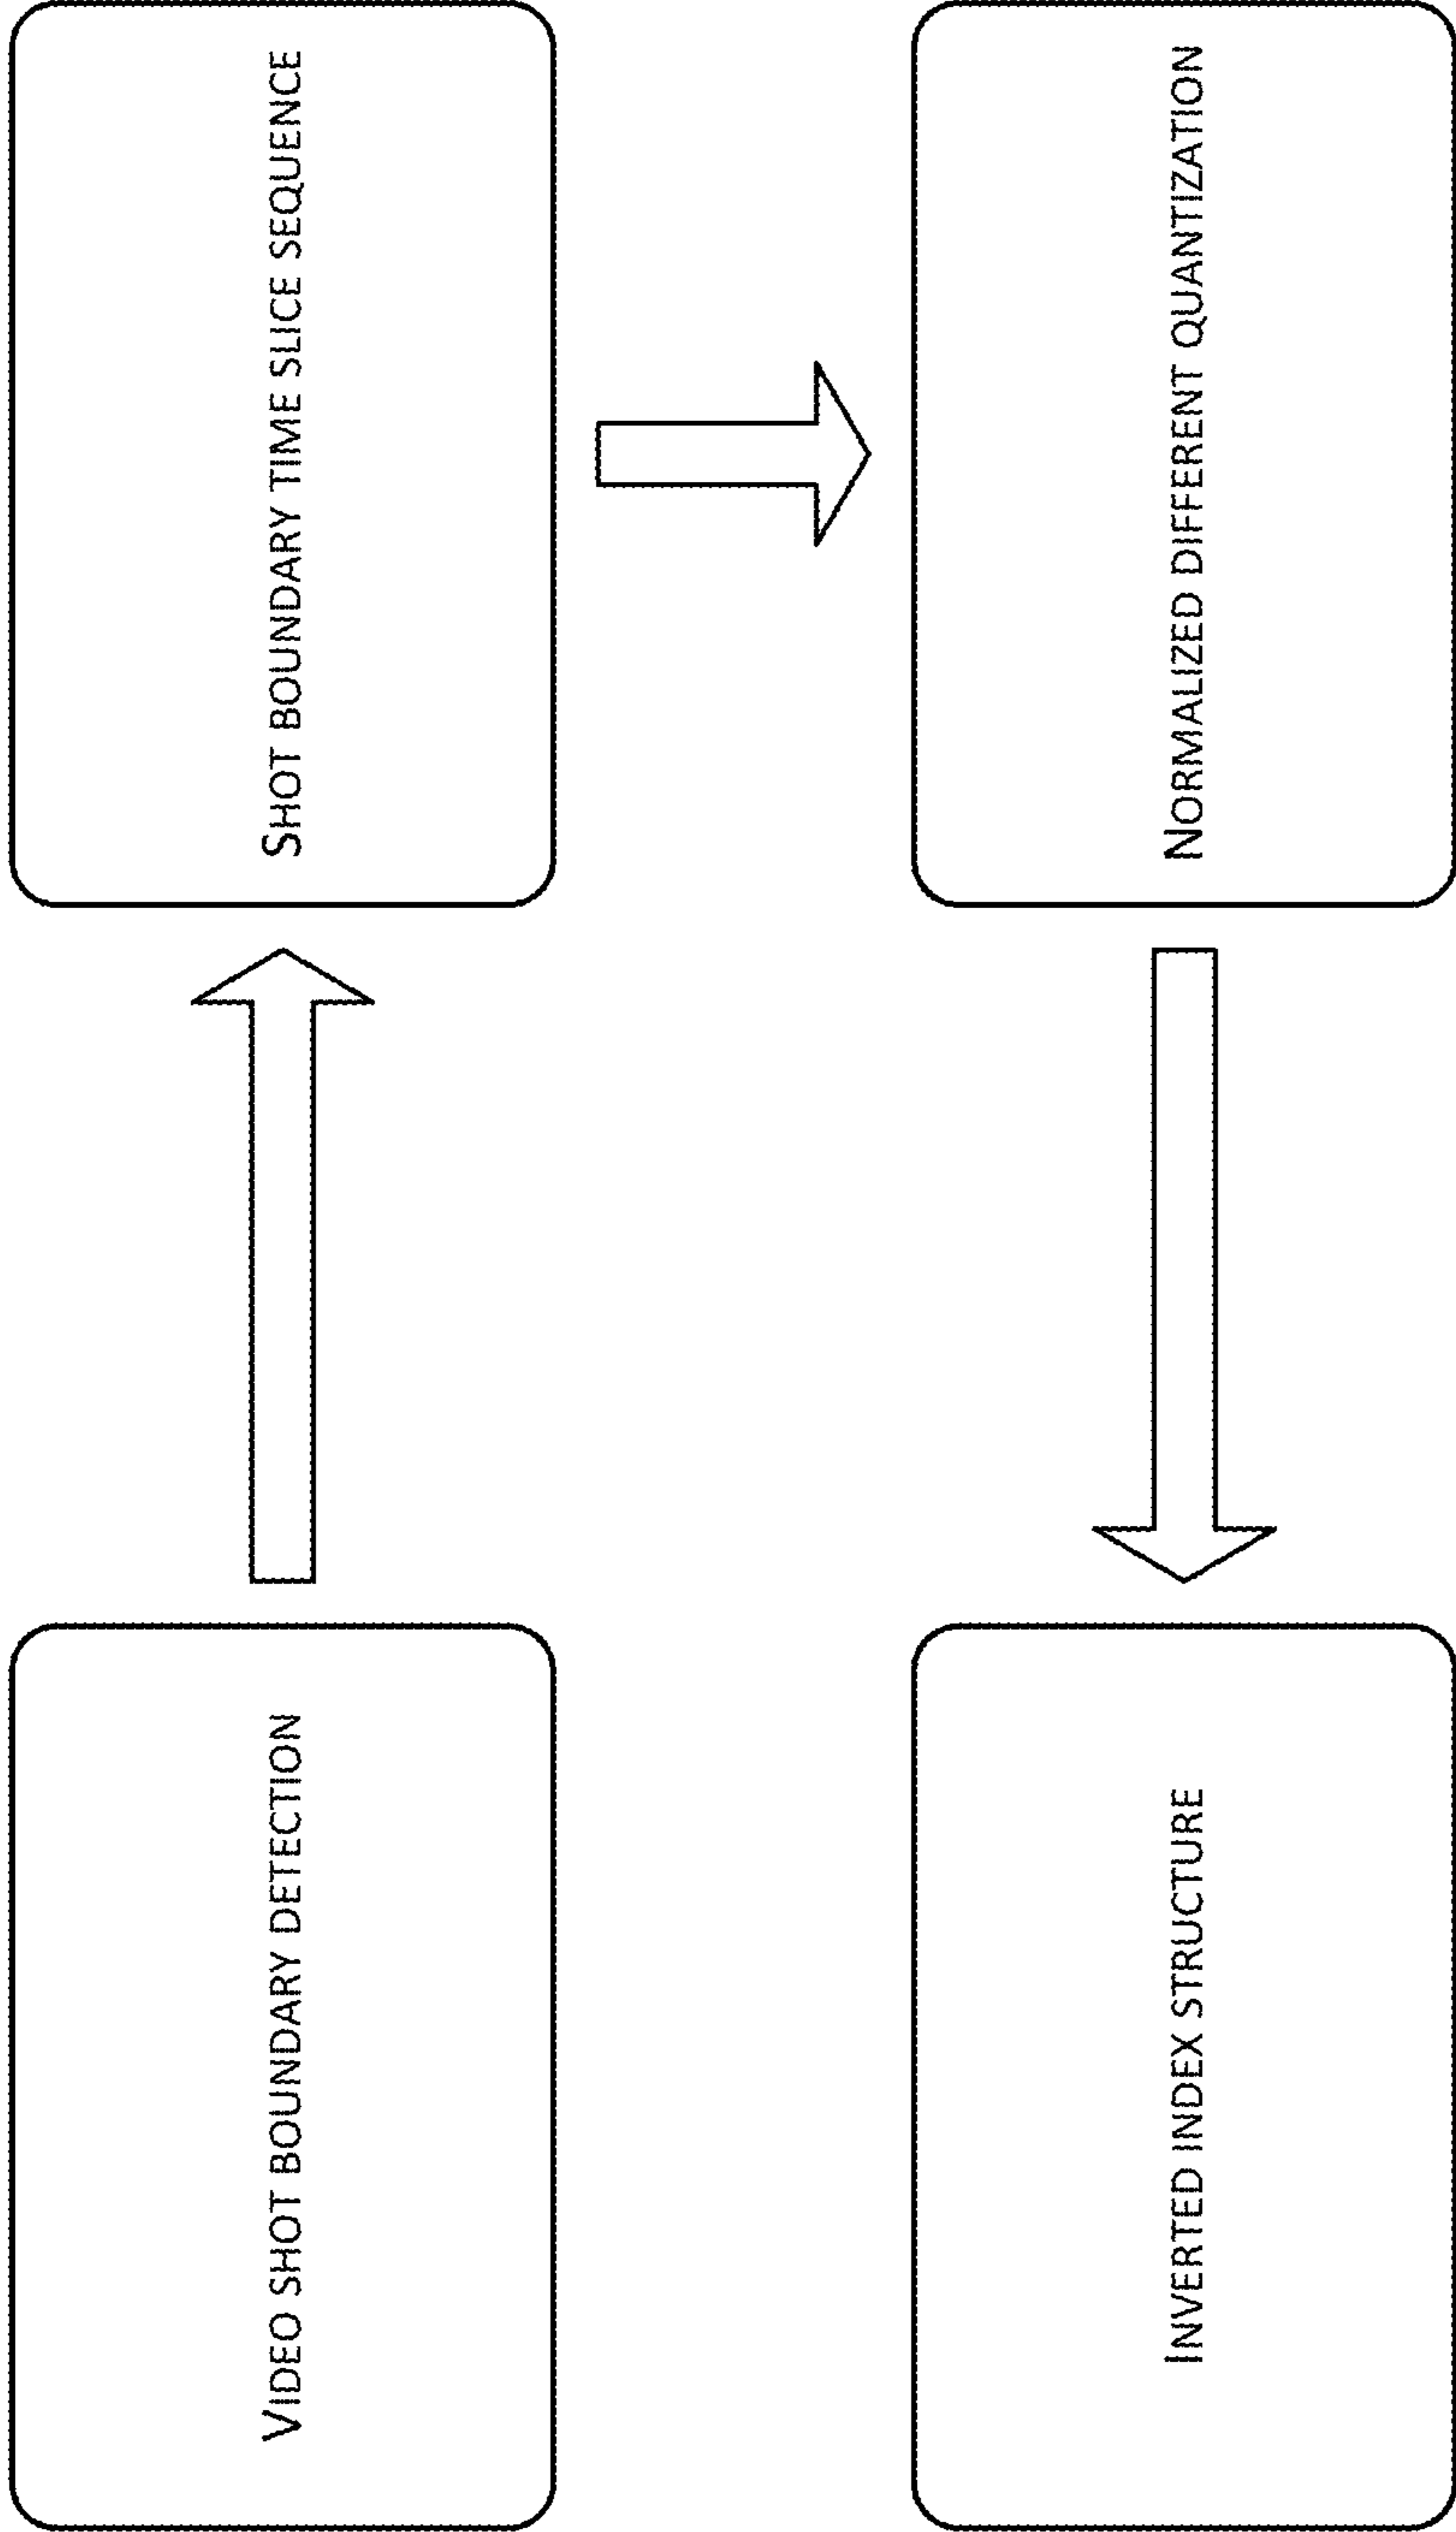 VIDEO SHOT BOUNDARY DETECTION
SHOT BOUNDARY TIME SLICE SEQUENCE
NORMALIZED DIFFERENT QUANTIZATION
INVERTED INDEX STRUCTURE